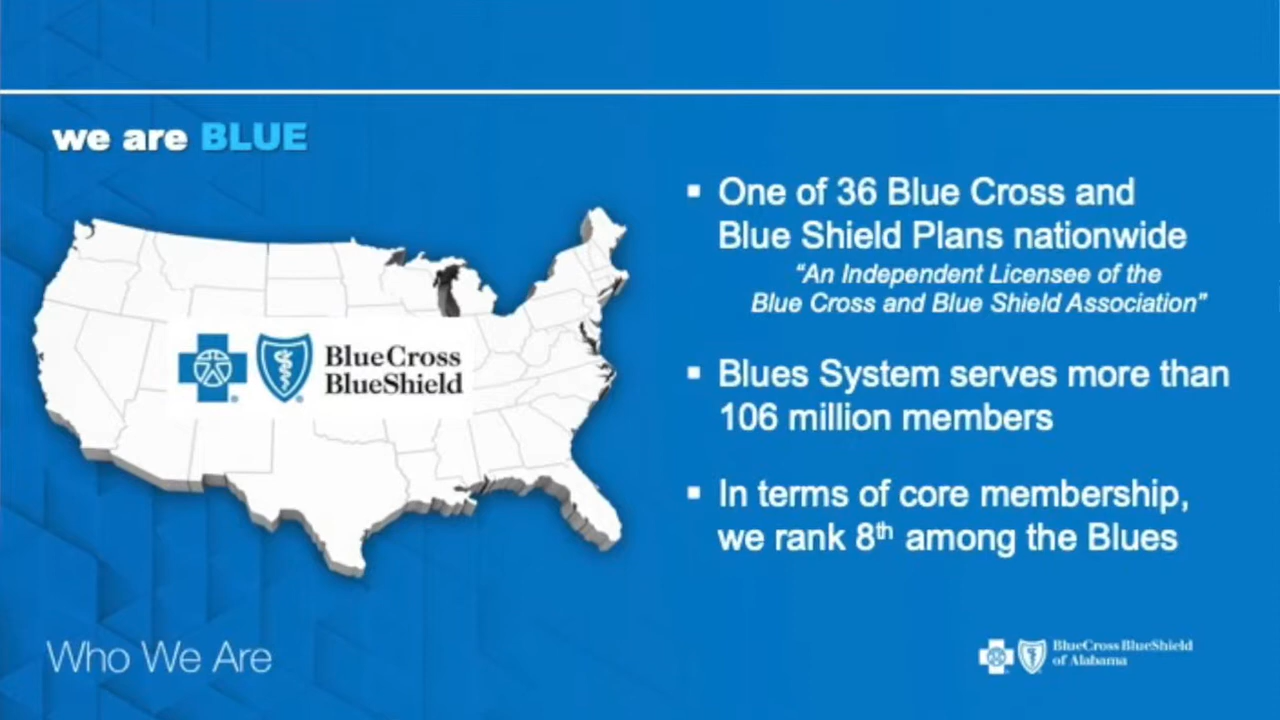 we are BLUE
BlueCross
BlueShield
▪ One of 36 Blue Cross and
Blue Shield Plans nationwide
“An Independent Licensee of the
Blue Cross and Blue Shield Association”
▪ Blues System serves more than
106 million members
▪ In terms of core membership,
we rank 8th among the Blues
Who We Are
BlueCross BlueShield
of Alabama